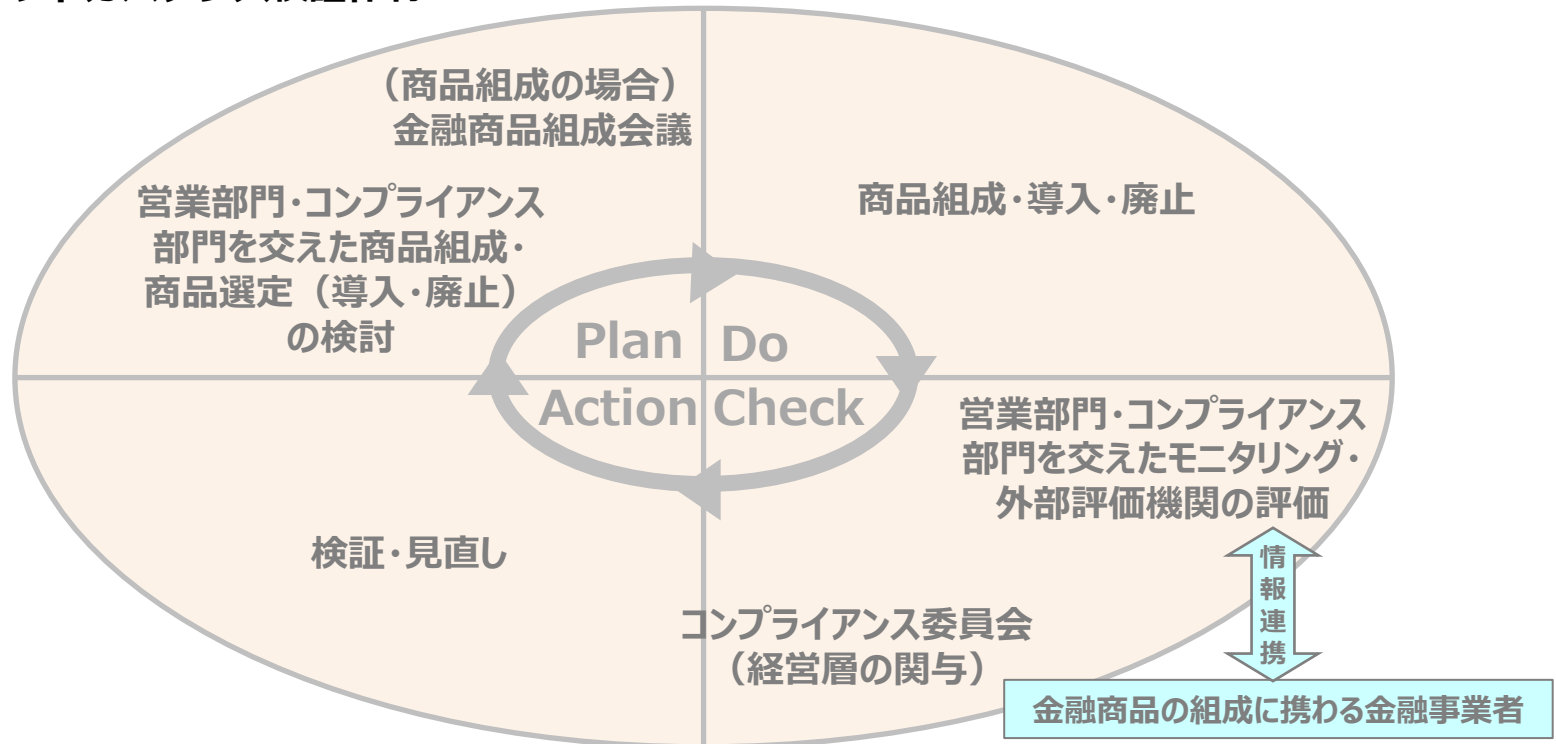 （商品組成の場合）
金融商品組成会議
営業部門・コンプライアンス
部門を交えた商品組成・
商品選定（導入・廃止）
の検討
商品組成・導入・廃止
Plan
Do
Action
Check
営業部門・コンプライアンス
部門を交えたモニタリング・
外部評価機関の評価
検証・見直し
コンプライアンス委員会
（経営層の関与）
情
報
連
携
金融商品の組成に携わる金融事業者